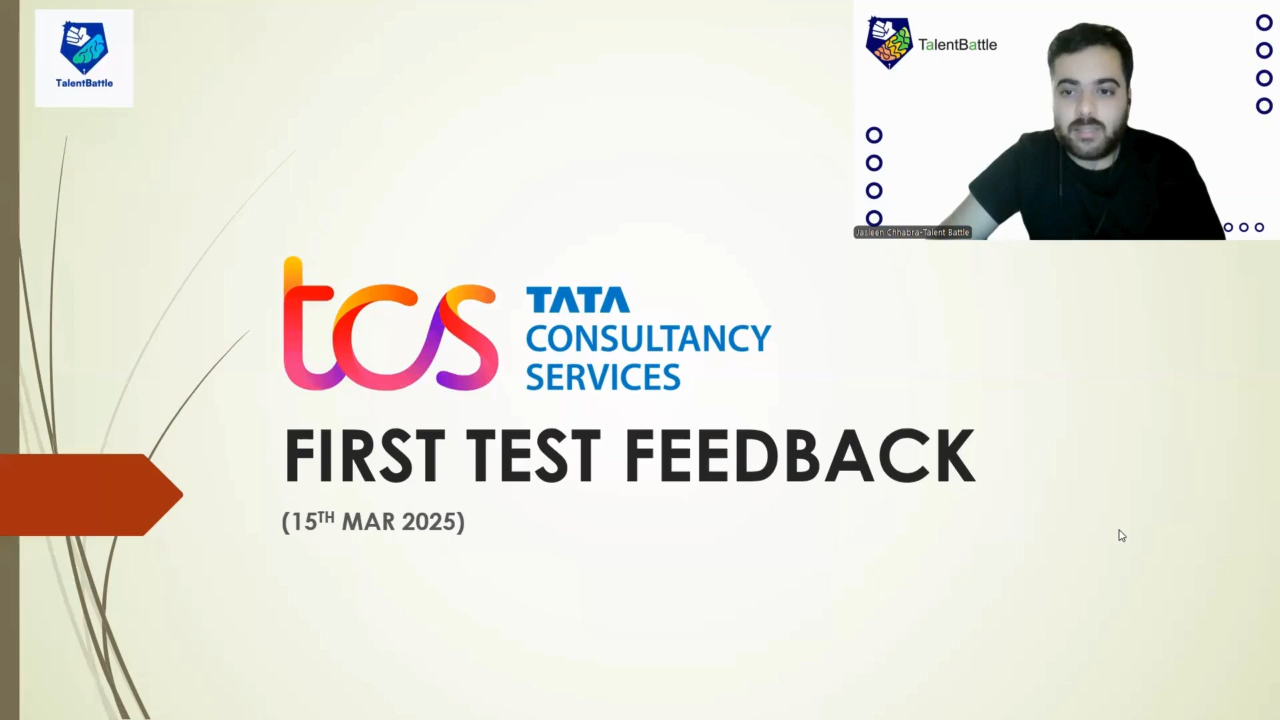 TalentBattle
TalentBattle
Jasleen Chhabra-Talent Battle
tcs
TATA
CONSULTANCY
SERVICES
FIRST TEST FEEDBACK
(15TH MAR 2025)